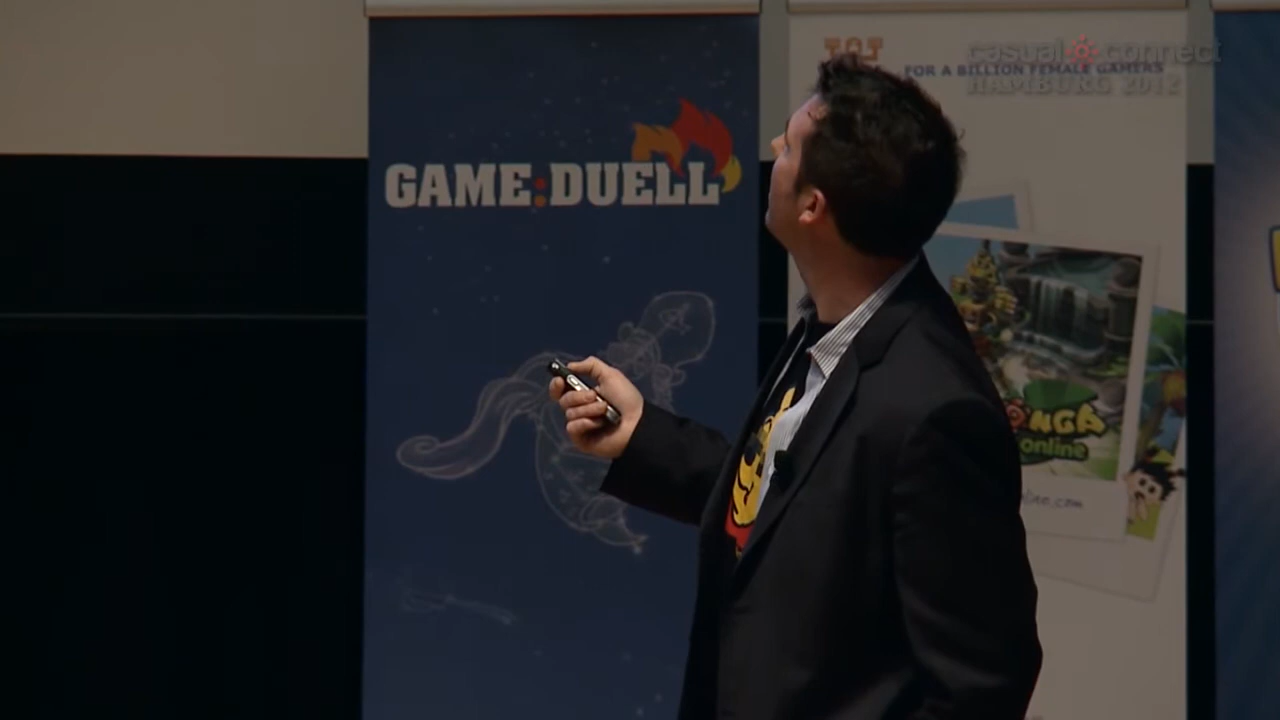 GAME:DUELL
casual connect
FOR A BILLION FEMALE GAMERS
HAMBURG 2012
NGA
online